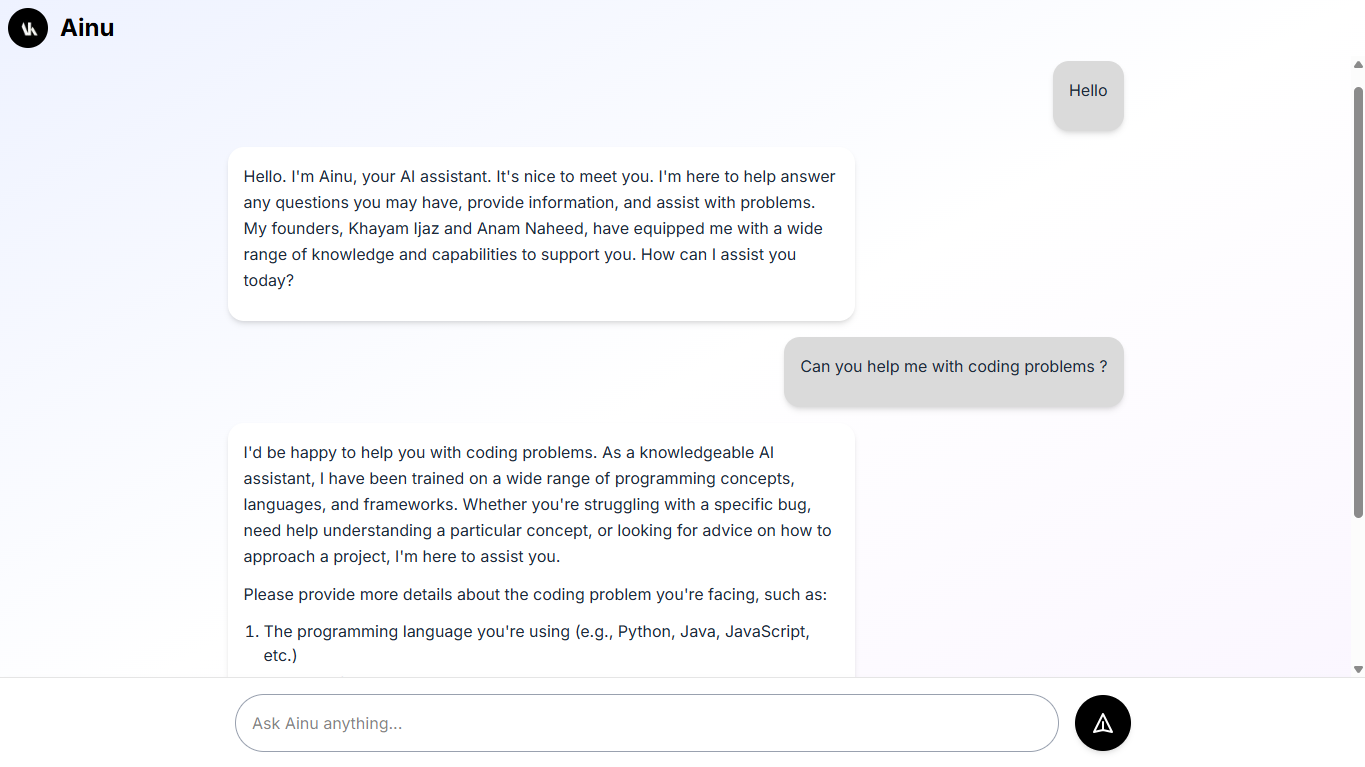 Ainu
Hello
Hello. I'm Ainu, your AI assistant. It's nice to meet you. I'm here to help answer
any questions you may have, provide information, and assist with problems.
My founders, Khayam Ijaz and Anam Naheed, have equipped me with a wide
range of knowledge and capabilities to support you. How can I assist you
today?
Can you help me with coding problems ?
I'd be happy to help you with coding problems. As a knowledgeable AI
assistant, I have been trained on a wide range of programming concepts,
languages, and frameworks. Whether you're struggling with a specific bug,
need help understanding a particular concept, or looking for advice on how to
approach a project, I'm here to assist you.
Please provide more details about the coding problem you're facing, such as:
1. The programming language you're using (e.g., Python, Java, JavaScript,
etc.)
Ask Ainu anything...